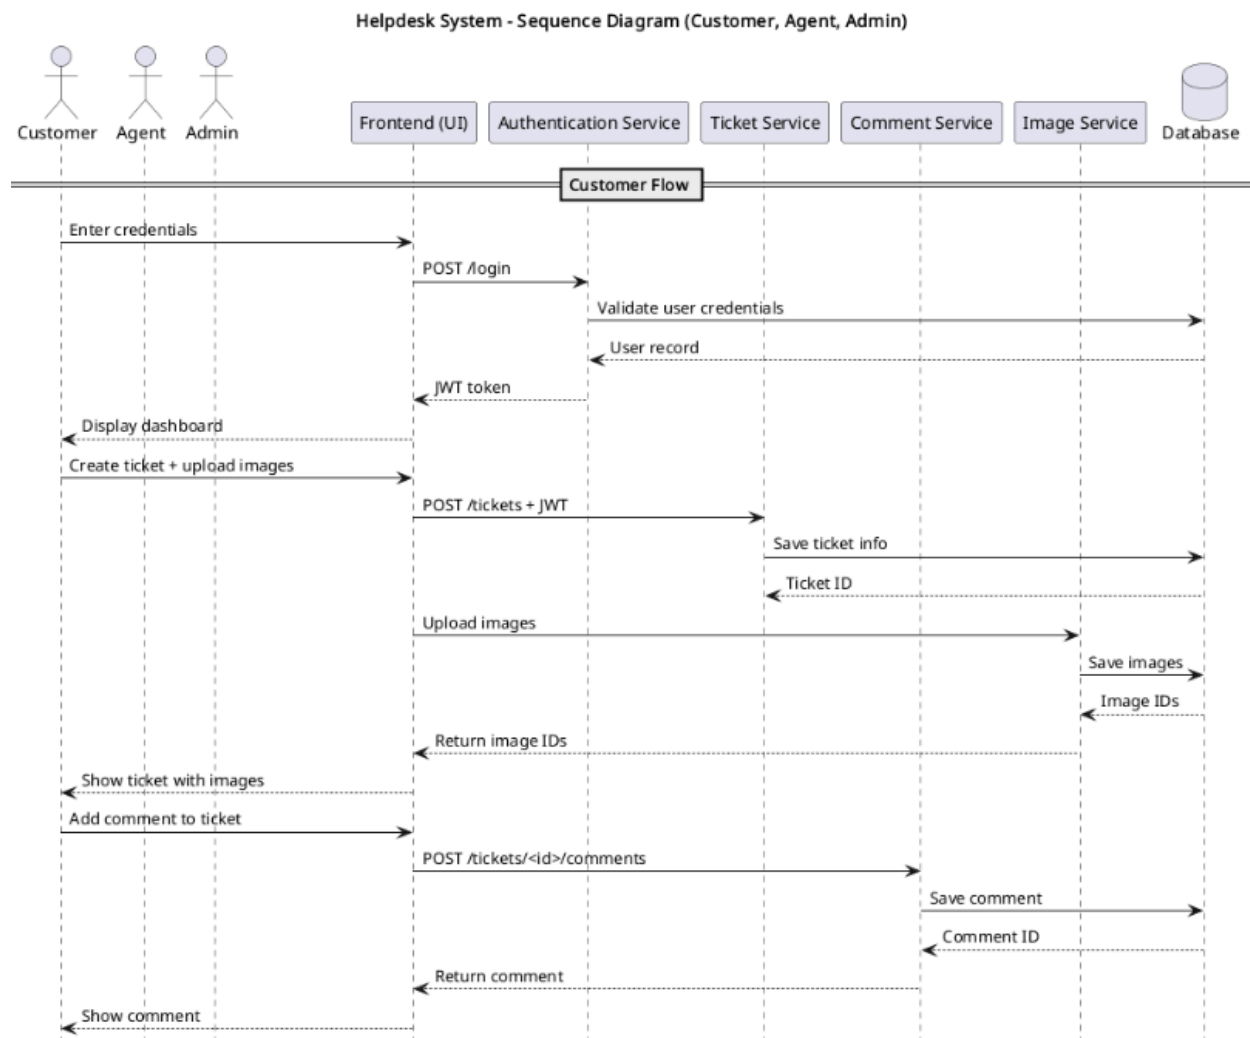 Helpdesk System - Sequence Diagram (Customer, Agent, Admin)
Customer
Agent
Admin
Frontend (UI)
Authentication Service
Ticket Service
Comment Service
Image Service
Database
Customer Flow
Enter credentials
POST /login
Validate user credentials
User record
JWT token
Display dashboard
Create ticket + upload images
POST /tickets + JWT
Save ticket info
Ticket ID
Upload images
Save images
Image IDs
Return image IDs
Show ticket with images
Add comment to ticket
POST /tickets/<id>/comments
Save comment
Comment ID
Return comment
Show comment